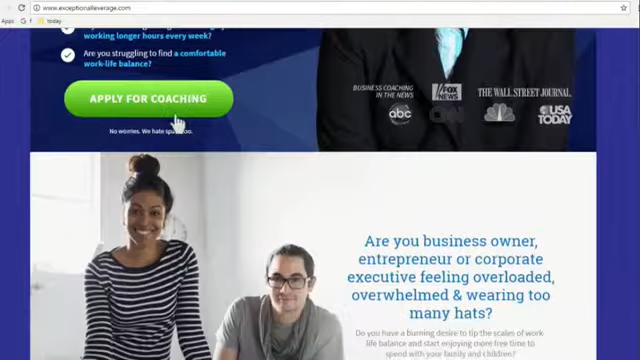 www.exceptionalleverage.com
Apps
today
working longer hours every week?
Are you struggling to find a comfortable
work-life balance?
APPLY FOR COACHING
No worries. We hate spam too.
BUSINESS COACHING
IN THE NEWS
FOX
NEWS
THE WALL STREET JOURNAL
abc
CNN
USA
TODAY
Are you business owner,
entrepreneur or corporate
executive feeling overloaded,
overwhelmed & wearing too
many hats?
Do you have a burning desire to tip the scales of work
life balance and start enjoying more free time to
spend with your family and children?